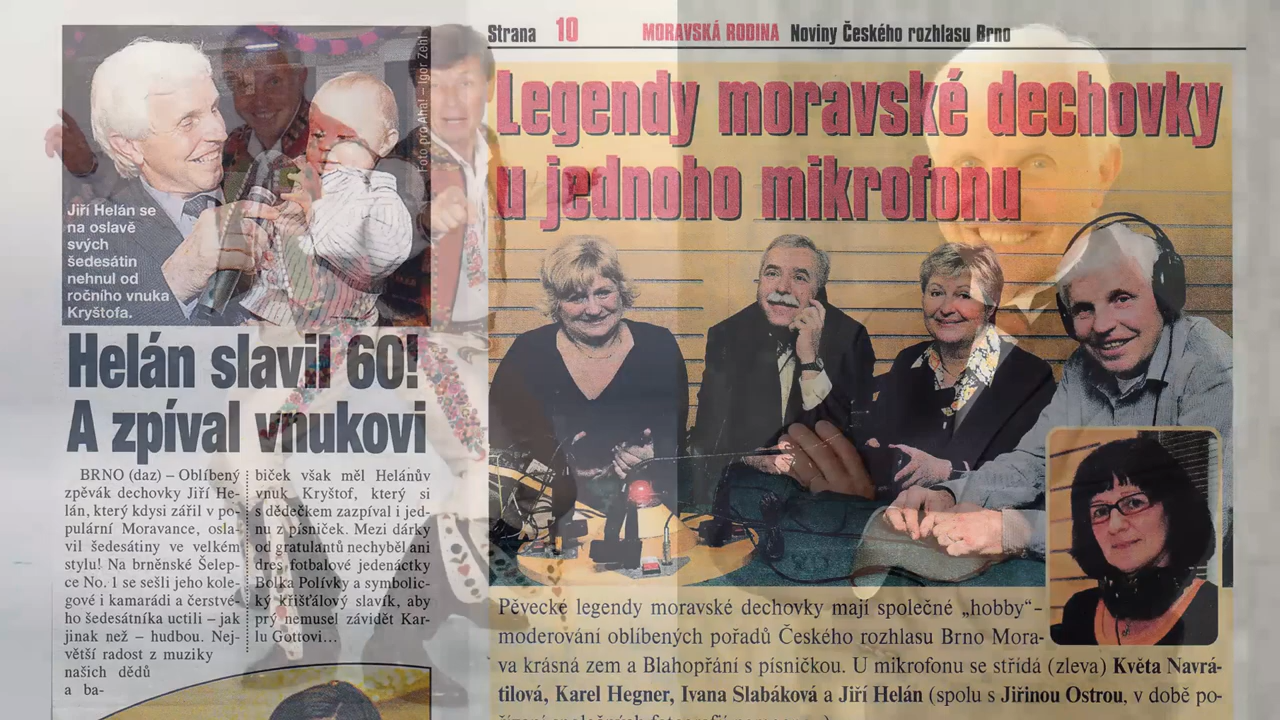 Foto pro Aha! – Igor Zehl
Jiří Helán se
na oslavě
svých
šedesátin
nehnul od
ročního vnuka
Kryštofa.
Helán slavil 60!
A zpíval vnukovi
BRNO (daz) – Oblíbený
zpěvák dechovky Jiří He-
lán, který kdysi zářil v po-
pulární Moravance, osla-
vil šedesátiny ve velkém
stylu! Na brněnské Šelep-
ce No. 1 se sešli jeho kole-
gové i kamarádi a čerstvé-
ho šedesátníka uctili – jak
jinak než – hudbou. Nej-
větší radost z muziky
našich dědů
a ba-
biček však měl Helánův
vnuk Kryštof, který si
s dědečkem zazpíval i jed-
nu z písniček. Mezi dárky
od gratulantů nechyběl ani
dres fotbalové jedenáctky
Bolka Polívky a symbolic-
ký křišťálový slavík, aby
prý nemusel závidět Kar-
lu Gottovi…
Strana 10 MORAVSKÁ RODINA Noviny Českého rozhlasu Brno
Legendy moravské dechovky
u jednoho mikrofonu
Pěvecké legendy moravské dechovky mají společné „hobby“–
moderování oblíbených pořadů Českého rozhlasu Brno Mora-
va krásná zem a Blahopřání s písničkou. U mikrofonu se střídá (zleva) Květa Navrá-
tilová, Karel Hegner, Ivana Slabáková a Jiří Helán (spolu s Jiřinou Ostrou, v době po-